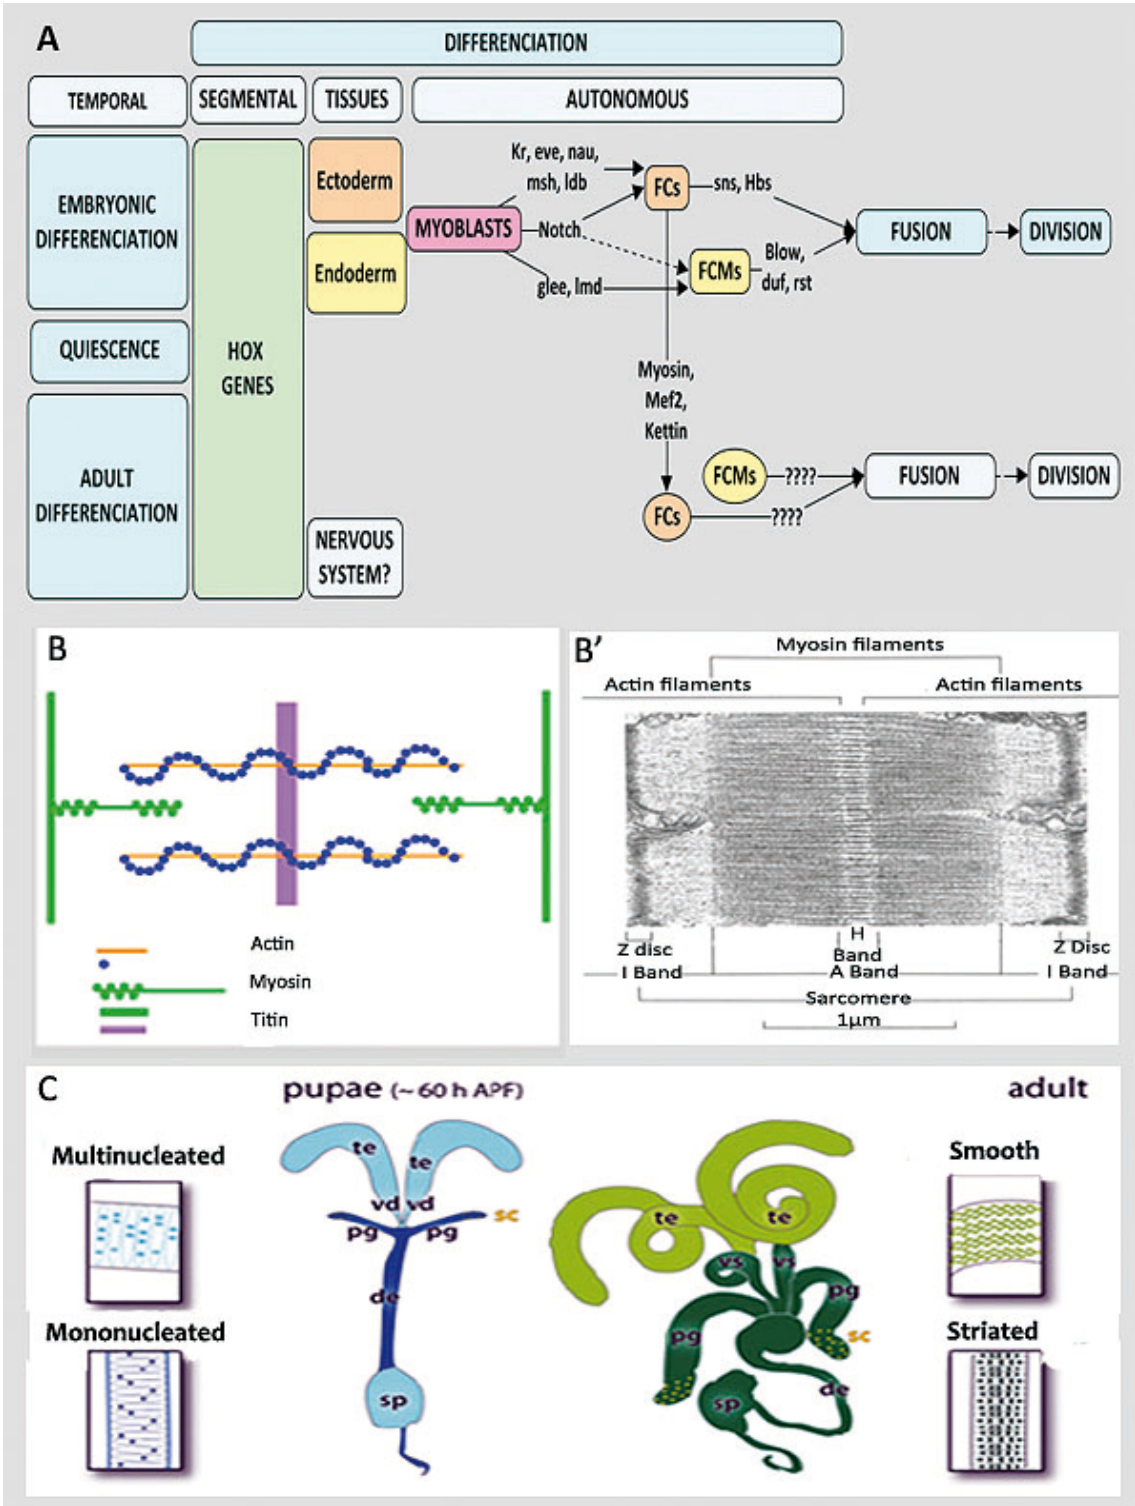 A
DIFFERENCIATION
TEMPORAL
SEGMENTAL
TISSUES
AUTONOMOUS
EMBRYONIC
DIFFERENCIATION
QUIESCENCE
ADULT
DIFFERENCIATION
HOX
GENES
Ectoderm
Endoderm
NERVOUS
SYSTEM?
MYOBLASTS
Kr, eve, nau,
msh, ldb
Notch
glee, lmd
FCs
sns, Hbs
FCMs
Blow,
duf, rst
FUSION
DIVISION
Myosin,
Mef2,
Kettin
FCMs
????
FUSION
DIVISION
FCs
????
B
Actin
Myosin
Titin
B'
Myosin filaments
Actin filaments
Actin filaments
H
Z disc
Band
Z Disc
I Band
A Band
I Band
Sarcomere
1µm
C
pupae (~60 h APF)
adult
Multinucleated
Mononucleated
te
te
vd
vd
sc
pg
pg
de
sp
te
te
vs
vs
pg
pg
sc
de
sp
Smooth
Striated